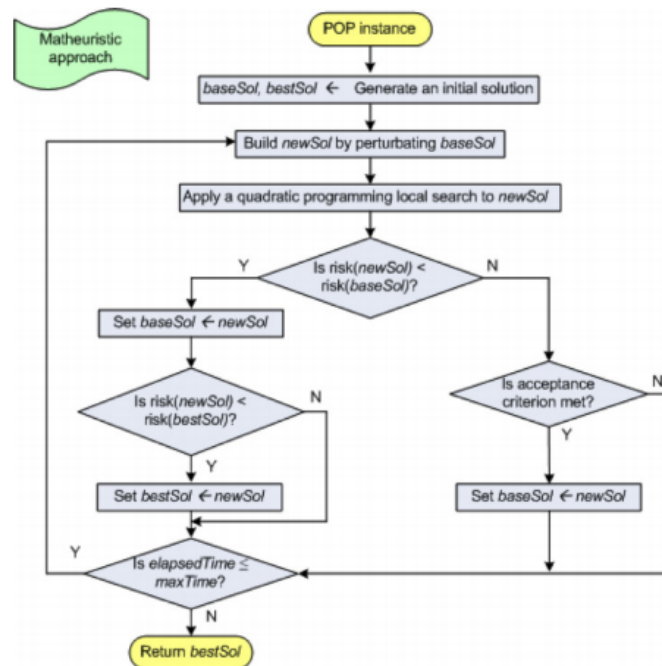 Matheuristic
approach
POP instance
baseSol, bestSol ← Generate an initial solution
Build newSol by perturbating baseSol
Apply a quadratic programming local search to newSol
Y
Is risk(newSol) <
risk(baseSol)?
N
Set baseSol ← newSol
Is risk(newSol) <
risk(bestSol)?
N
Is acceptance
criterion met?
N
Y
Y
Set bestSol ← newSol
Set baseSol ← newSol
Y
Is elapsedTime ≤
maxTime?
N
Return bestSol